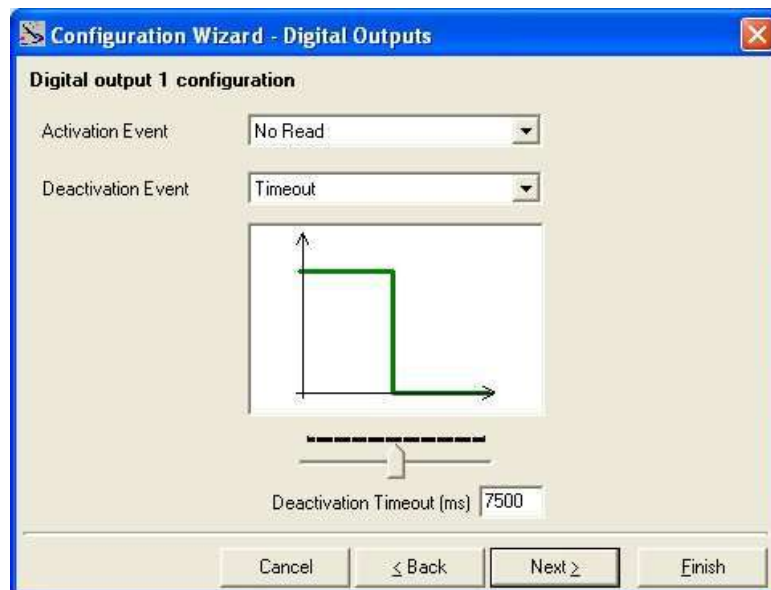 Configuration Wizard - Digital Outputs
Digital output 1 configuration
Activation Event No Read
Deactivation Event Timeout
Deactivation Timeout (ms) 7500
Cancel < Back Next > Finish